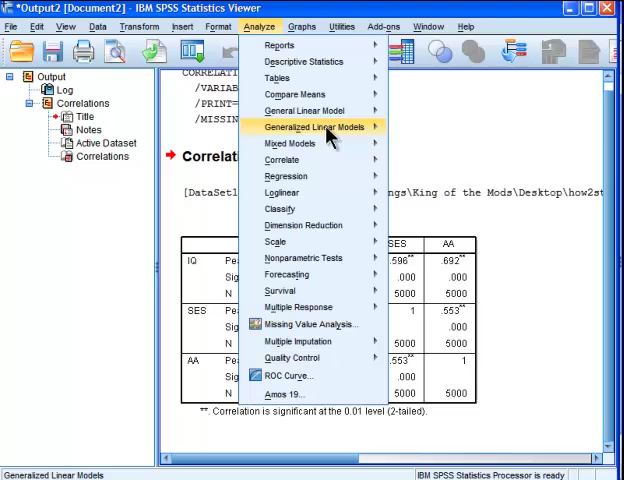 *Output2 [Document2] - IBM SPSS Statistics Viewer
File Edit View Data Transform Insert Format Analyze Graphs Utilities Add-ons Window Help
Output
Log
Correlations
Title
Notes
Active Dataset
Correlations
Reports
Descriptive Statistics
Tables
Compare Means
General Linear Model
Generalized Linear Models
Mixed Models
Correlate
Regression
Loglinear
Classify
Dimension Reduction
Scale
Nonparametric Tests
Forecasting
Survival
Multiple Response
Missing Value Analysis...
Multiple Imputation
Quality Control
ROC Curve...
Amos 19...
CORRELAT
/VARIAB
/PRINT=
/MISSIN
Correlat
[DataSet1 ngs\King of the Mods\Desktop\how2st
SES AA
IQ Pea .596** .692**
Sig .000 .000
N 5000 5000
SES Pea 1 .553**
Sig .000
N 5000 5000
AA Pea .553** 1
Sig .000
N 5000 5000
**. Correlation is significant at the 0.01 level (2-tailed).
Generalized Linear Models IBM SPSS Statistics Processor is ready